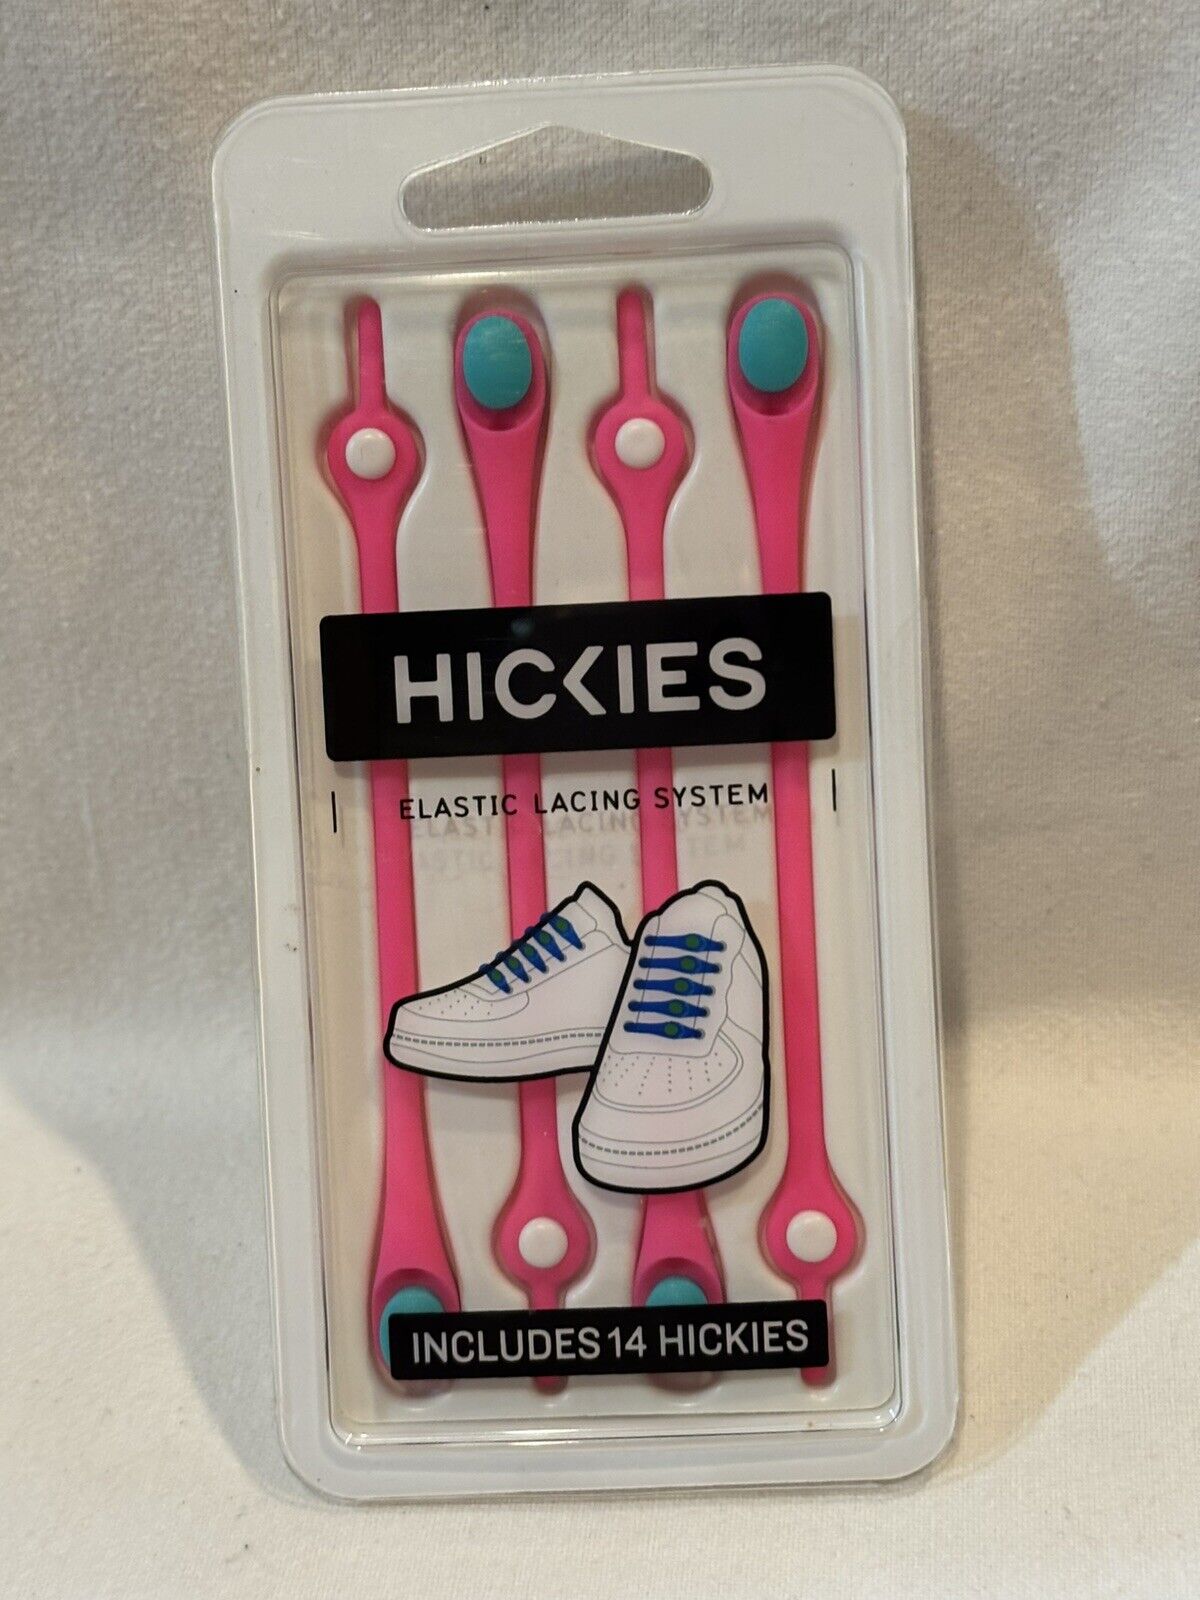 HICKIES
ELASTIC LACING SYSTEM
INCLUDES 14 HICKIES